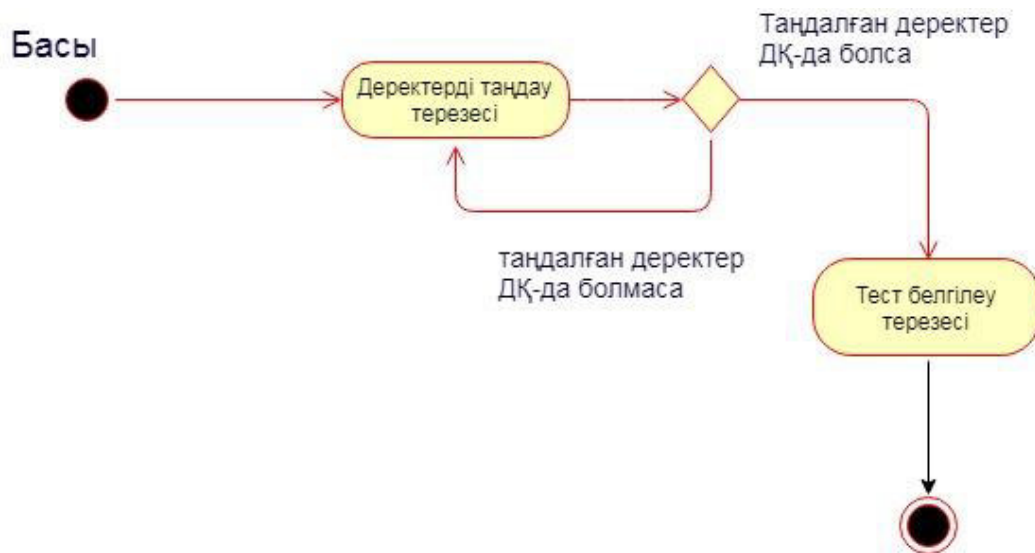 Басы
Деректерді таңдау
терезесі
Таңдалған деректер
ДҚ-да болса
таңдалған деректер
ДҚ-да болмаса
Тест белгілеу
терезесі